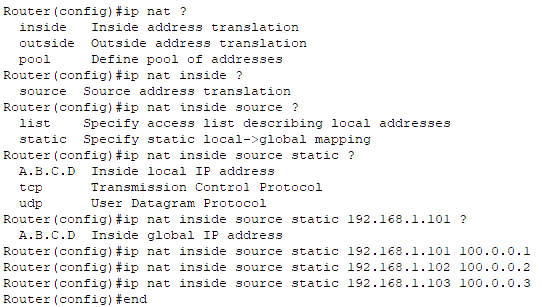 Router(config)#ip nat ?
  inside   Inside address translation
  outside  Outside address translation
  pool     Define pool of addresses
Router(config)#ip nat inside ?
  source  Source address translation
Router(config)#ip nat inside source ?
  list    Specify access list describing local addresses
  static  Specify static local->global mapping
Router(config)#ip nat inside source static ?
  A.B.C.D  Inside local IP address
  tcp      Transmission Control Protocol
  udp      User Datagram Protocol
Router(config)#ip nat inside source static 192.168.1.101 ?
  A.B.C.D  Inside global IP address
Router(config)#ip nat inside source static 192.168.1.101 100.0.0.1
Router(config)#ip nat inside source static 192.168.1.102 100.0.0.2
Router(config)#ip nat inside source static 192.168.1.103 100.0.0.3
Router(config)#end